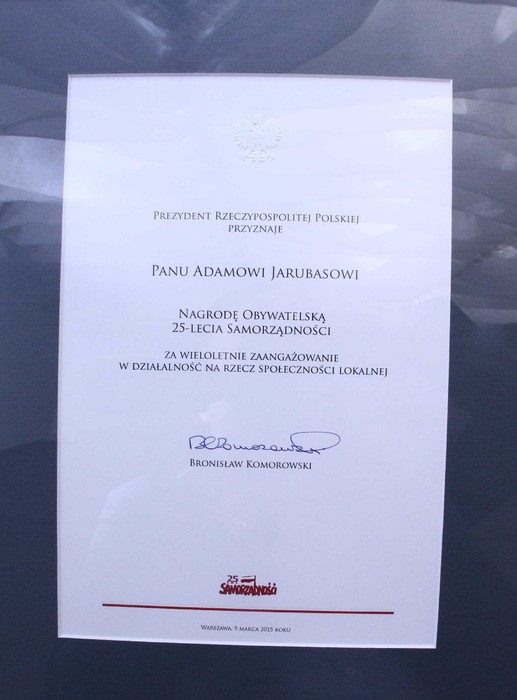 PREZYDENT RZECZYPOSPOLITEJ POLSKIEJ
PRZYZNAJE
PANU ADAMOWI JARUBASOWI
NAGRODĘ OBYWATELSKĄ
25-LECIA SAMORZĄDNOŚCI
ZA WIELOLETNIE ZAANGAŻOWANIE
W DZIAŁALNOŚĆ NA RZECZ SPOŁECZNOŚCI LOKALNEJ
BKomorowski
BRONISŁAW KOMOROWSKI
25
SAMORZĄDNOŚĆ
WARSZAWA, 9 MARCA 2015 ROKU